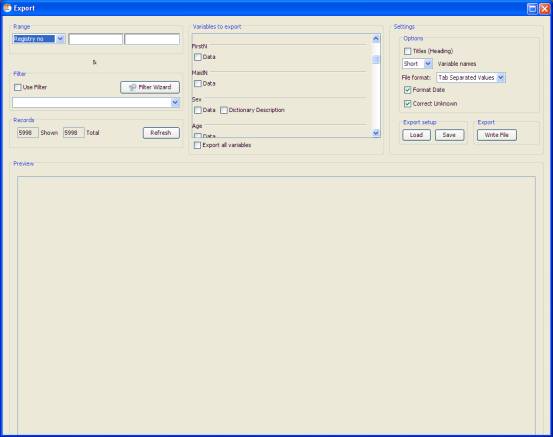 Export
Range
Registry no
&
Filter
Use Filter
Filter Wizard
Records
5998 Shown 5998 Total
Refresh
Variables to export
FirstN
Data
MaidN
Data
Sex
Data Dictionary Description
Age
Data
Export all variables
Settings
Options
Titles (Heading)
Short Variable names
File format: Tab Separated Values
Format Date
Correct Unknown
Export setup
Load Save
Export
Write File
Preview